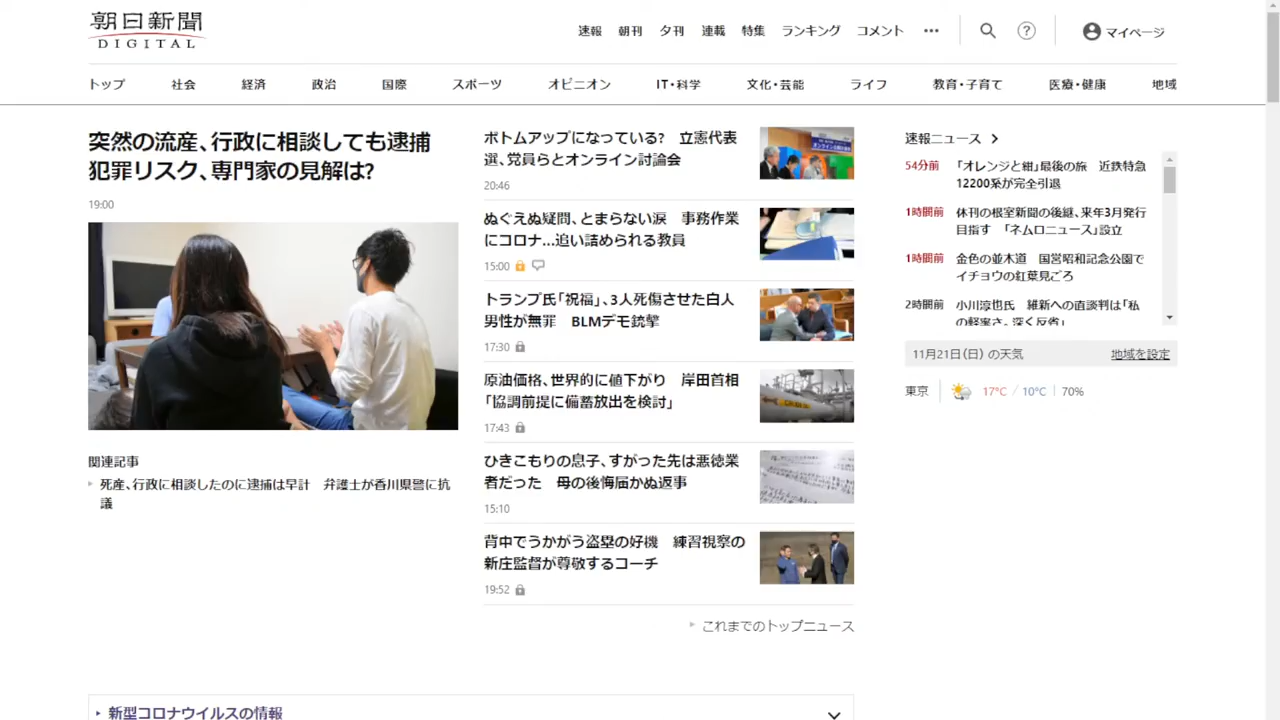 朝日新聞
DIGITAL
速報 朝刊 夕刊 連載 特集 ランキング コメント ••• ? マイページ
トップ 社会 経済 政治 国際 スポーツ オピニオン IT・科学 文化・芸能 ライフ 教育・子育て 医療・健康 地域
突然の流産、行政に相談しても逮捕
犯罪リスク、専門家の見解は?
19:00
関連記事
死産、行政に相談したのに逮捕は早計　弁護士が香川県警に抗
議
ボトムアップになっている?　立憲代表
選、党員らとオンライン討論会
20:46
ぬぐえぬ疑問、とまらない涙　事務作業
にコロナ…追い詰められる教員
15:00
トランプ氏「祝福」、3人死傷させた白人
男性が無罪　BLMデモ銃撃
17:30
原油価格、世界的に値下がり　岸田首相
「協調前提に備蓄放出を検討」
17:43
ひきこもりの息子、すがった先は悪徳業
者だった　母の後悔届かぬ返事
15:10
背中でうかがう盗塁の好機　練習視察の
新庄監督が尊敬するコーチ
19:52
これまでのトップニュース
速報ニュース
54分前 「オレンジと紺」最後の旅　近鉄特急
12200系が完全引退
1時間前 休刊の根室新聞の後継、来年3月発行
目指す　「ネムロニュース」設立
1時間前 金色の並木道　国営昭和記念公園で
イチョウの紅葉見ごろ
2時間前 小川淳也氏　維新への直談判は「私
の軽率さ。深く反省」
11月21日(日) の天気 地域を設定
東京 17℃ / 10℃ 70%
新型コロナウイルスの情報